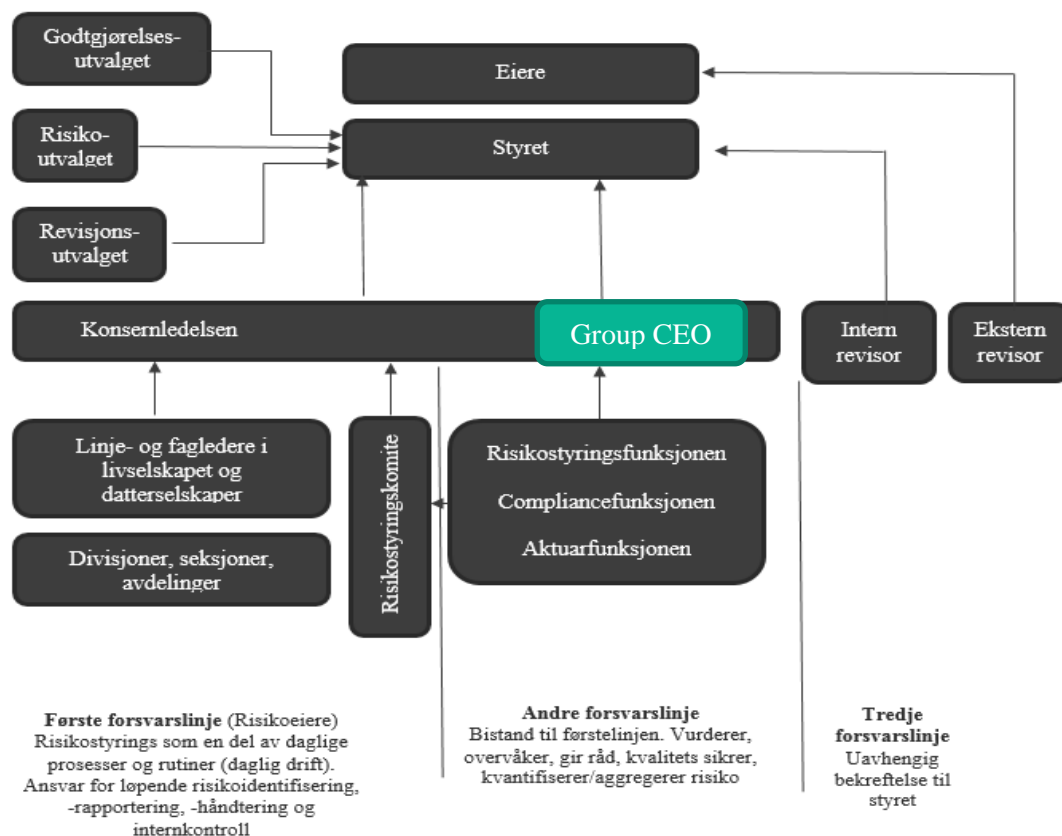 Godtgjørelses-
utvalget
Eiere
Risiko-
utvalget
Styret
Revisjons-
utvalget
Konsernledelsen
Group CEO
Intern
revisor
Ekstern
revisor
Linje- og fagledere i
livselskapet og
datterselskaper
Divisjoner, seksjoner,
avdelinger
Risikostyringskomite
Risikostyringsfunksjonen
Compliancefunksjonen
Aktuarfunksjonen
Første forsvarslinje (Risikoeiere)
Risikostyrings som en del av daglige
prosesser og rutiner (daglig drift).
Ansvar for løpende risikoidentifisering,
-rapportering, -håndtering og
internkontroll
Andre forsvarslinje
Bistand til førstelinjen. Vurderer,
overvåker, gir råd, kvalitets sikrer,
kvantifiserer/aggregerer risiko
Tredje
forsvarslinje
Uavhengig
bekreftelse til
styret